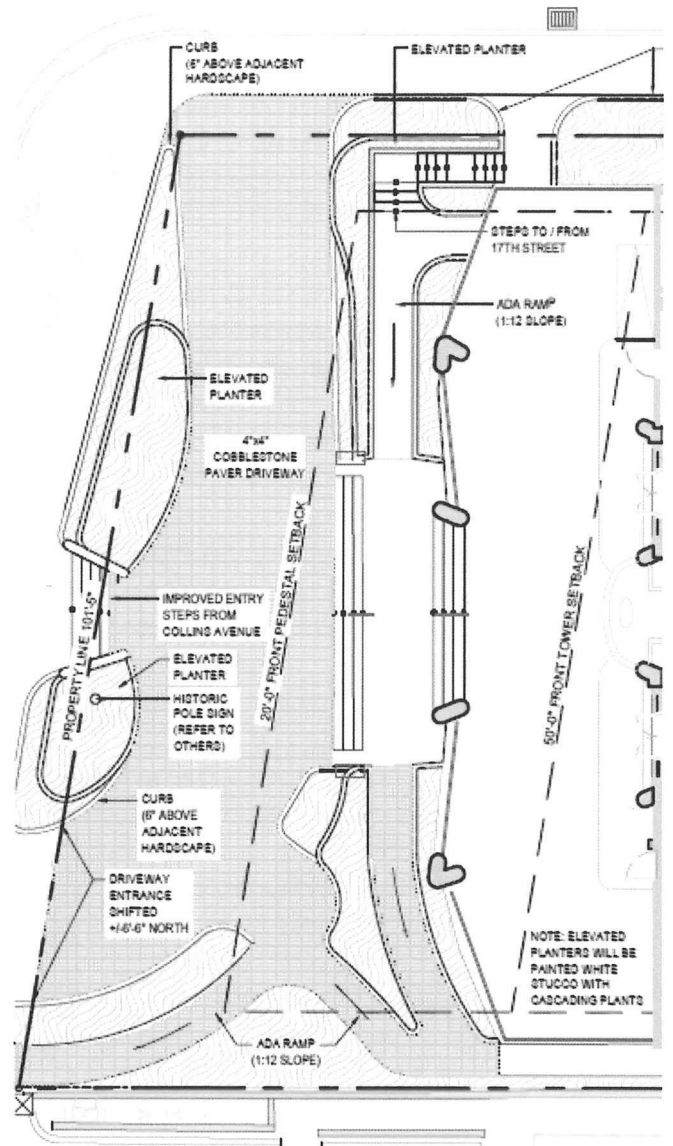 CURB
(6" ABOVE ADJACENT
HARDSCAPE)
ELEVATED PLANTER
STEPS TO / FROM
17TH STREET
ADA RAMP
(1:12 SLOPE)
ELEVATED
PLANTER
4"x4"
COBBLESTONE
PAVER DRIVEWAY
20'-0" FRONT PEDESTAL SETBACK
50'-0" FRONT TOWER SETBACK
PROPERTY LINE 101'-5"
IMPROVED ENTRY
STEPS FROM
COLLINS AVENUE
ELEVATED
PLANTER
HISTORIC
POLE SIGN
(REFER TO
OTHERS)
CURB
(6" ABOVE
ADJACENT
HARDSCAPE)
DRIVEWAY
ENTRANCE
SHIFTED
+/-6'-6" NORTH
NOTE: ELEVATED
PLANTERS WILL BE
PAINTED WHITE
STUCCO WITH
CASCADING PLANTS
ADA RAMP
(1:12 SLOPE)